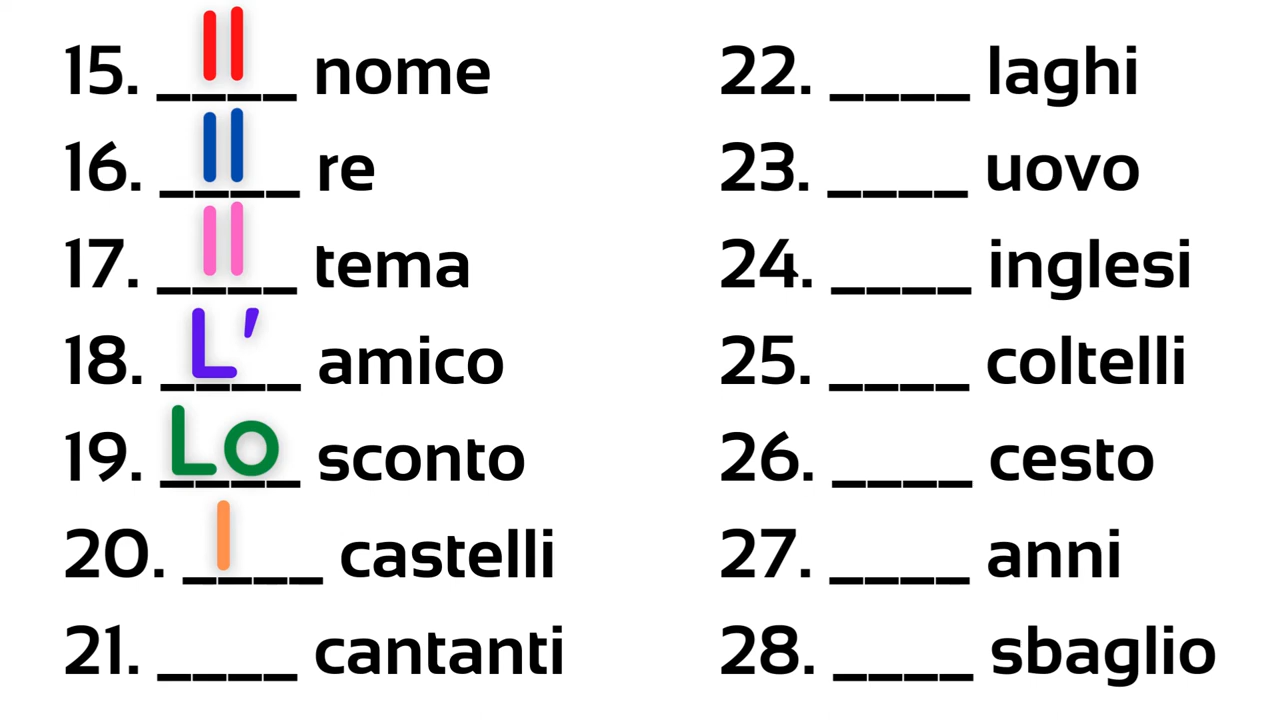 15. Il nome
16. Il re
17. Il tema
18. L' amico
19. Lo sconto
20. I castelli
21. ____ cantanti
22. ____ laghi
23. ____ uovo
24. ____ inglesi
25. ____ coltelli
26. ____ cesto
27. ____ anni
28. ____ sbaglio